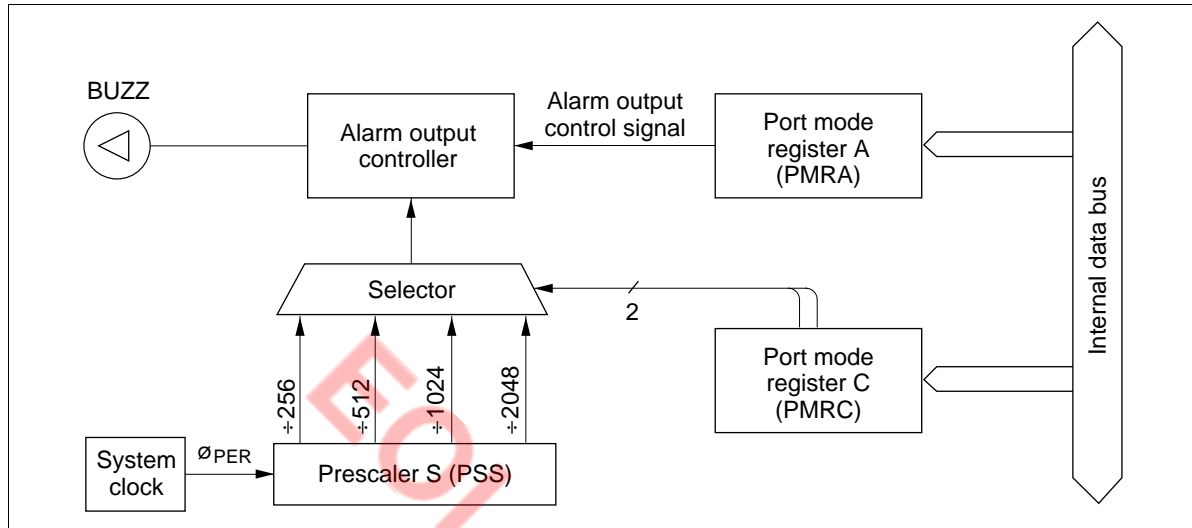 BUZZ
Alarm output
controller
Alarm output
control signal
Port mode
register A
(PMRA)
Internal data bus
Selector
2
Port mode
register C
(PMRC)
÷256
÷512
÷1024
÷2048
System
clock
øPER
Prescaler S (PSS)
EOL